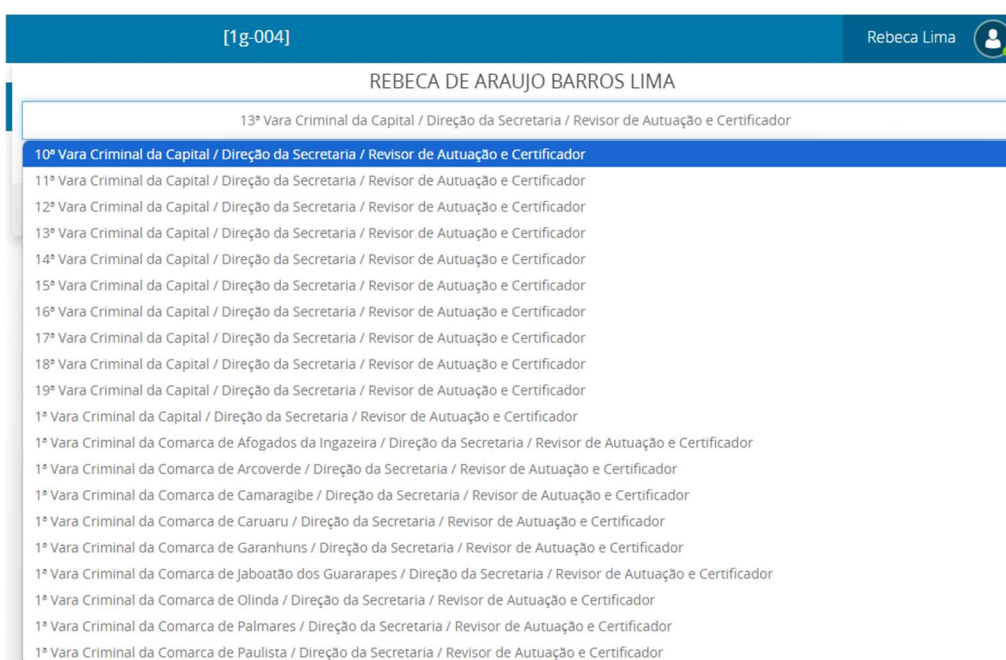 [1g-004]
Rebeca Lima
REBECA DE ARAUJO BARROS LIMA
13ª Vara Criminal da Capital / Direção da Secretaria / Revisor de Autuação e Certificador
10ª Vara Criminal da Capital / Direção da Secretaria / Revisor de Autuação e Certificador
11ª Vara Criminal da Capital / Direção da Secretaria / Revisor de Autuação e Certificador
12ª Vara Criminal da Capital / Direção da Secretaria / Revisor de Autuação e Certificador
13ª Vara Criminal da Capital / Direção da Secretaria / Revisor de Autuação e Certificador
14ª Vara Criminal da Capital / Direção da Secretaria / Revisor de Autuação e Certificador
15ª Vara Criminal da Capital / Direção da Secretaria / Revisor de Autuação e Certificador
16ª Vara Criminal da Capital / Direção da Secretaria / Revisor de Autuação e Certificador
17ª Vara Criminal da Capital / Direção da Secretaria / Revisor de Autuação e Certificador
18ª Vara Criminal da Capital / Direção da Secretaria / Revisor de Autuação e Certificador
19ª Vara Criminal da Capital / Direção da Secretaria / Revisor de Autuação e Certificador
1ª Vara Criminal da Capital / Direção da Secretaria / Revisor de Autuação e Certificador
1ª Vara Criminal da Comarca de Afogados da Ingazeira / Direção da Secretaria / Revisor de Autuação e Certificador
1ª Vara Criminal da Comarca de Arcoverde / Direção da Secretaria / Revisor de Autuação e Certificador
1ª Vara Criminal da Comarca de Camaragibe / Direção da Secretaria / Revisor de Autuação e Certificador
1ª Vara Criminal da Comarca de Caruaru / Direção da Secretaria / Revisor de Autuação e Certificador
1ª Vara Criminal da Comarca de Garanhuns / Direção da Secretaria / Revisor de Autuação e Certificador
1ª Vara Criminal da Comarca de Jaboatão dos Guararapes / Direção da Secretaria / Revisor de Autuação e Certificador
1ª Vara Criminal da Comarca de Olinda / Direção da Secretaria / Revisor de Autuação e Certificador
1ª Vara Criminal da Comarca de Palmares / Direção da Secretaria / Revisor de Autuação e Certificador
1ª Vara Criminal da Comarca de Paulista / Direção da Secretaria / Revisor de Autuação e Certificador